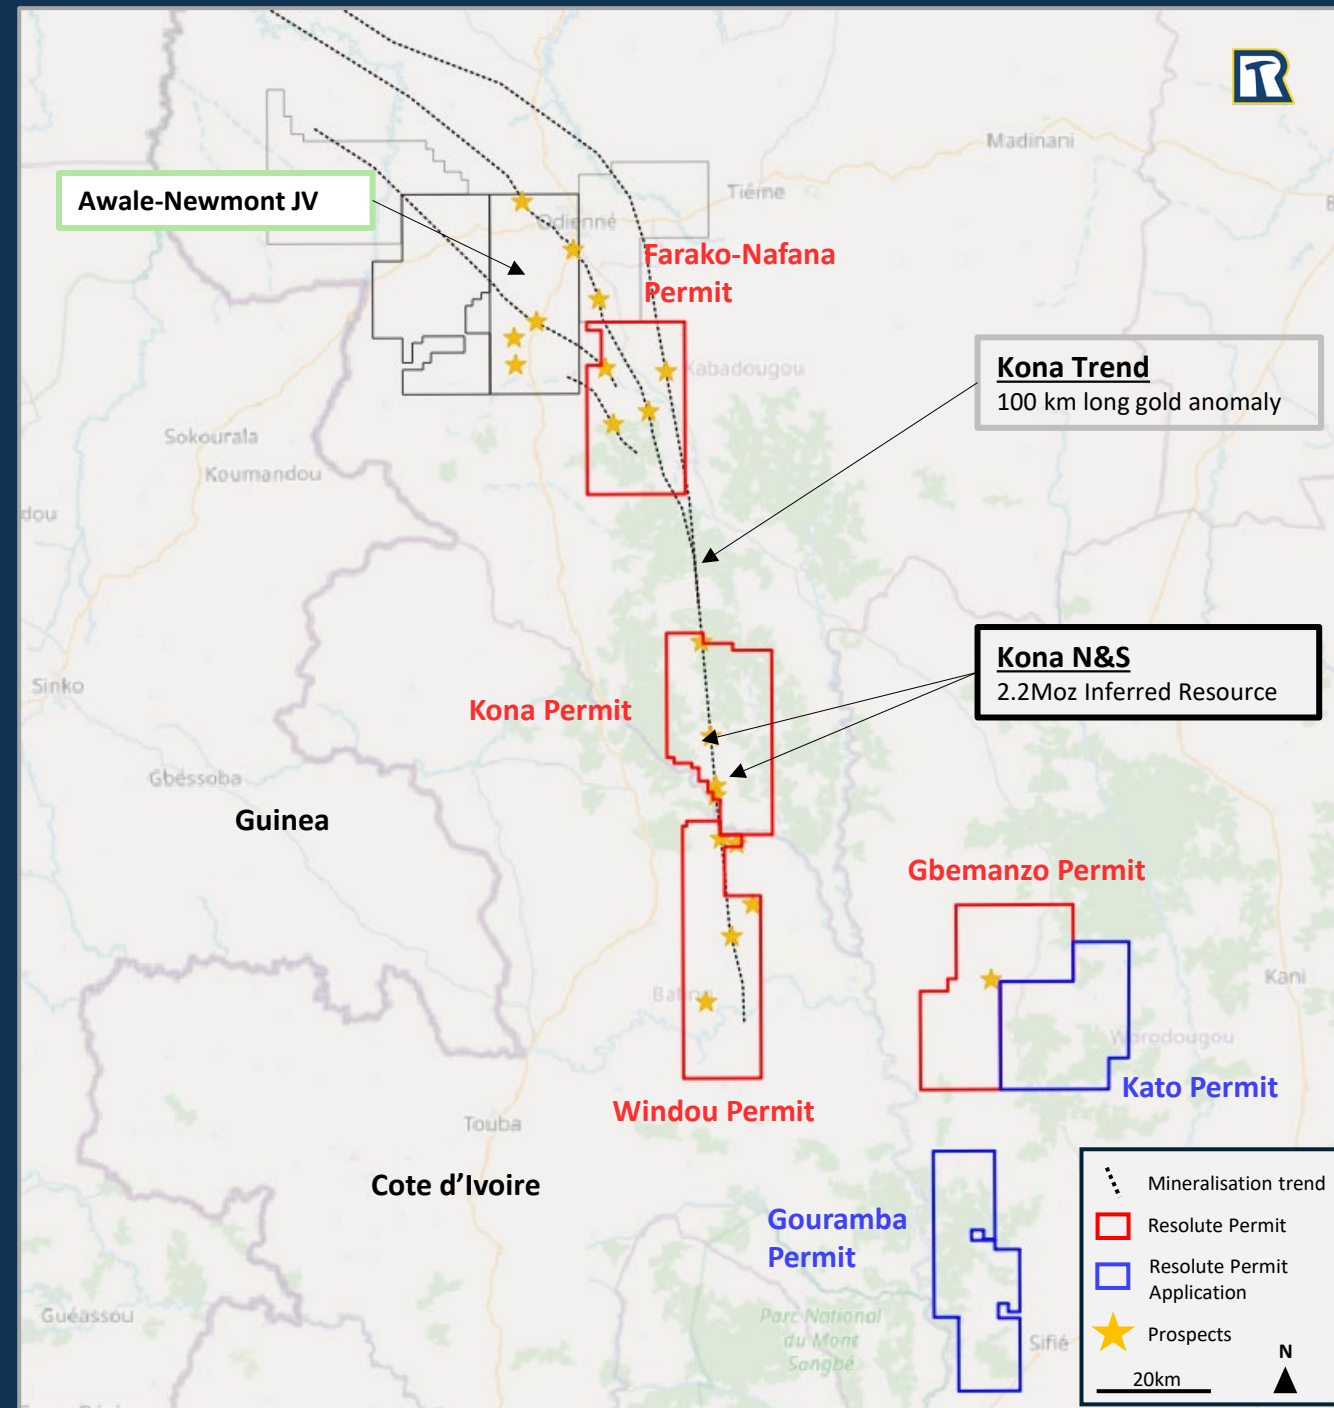 Madinani
Tiéme
Awale-Newmont JV
Odienné
Farako-Nafana
Permit
Kabadougou
Kona Trend
100 km long gold anomaly
Sokourala
Koumandou
dou
Kona N&S
2.2Moz Inferred Resource
Sinko
Kona Permit
Gbéssoba
Guinea
Gbemanzo Permit
Kani
Bafing
Worodougou
Kato Permit
Windou Permit
Touba
Cote d'Ivoire
Gouramba
Permit
Mineralisation trend
Resolute Permit
Resolute Permit
Application
Prospects
N
20km
Parc National
du Mont
Sangbé
Sifié
Guéassou